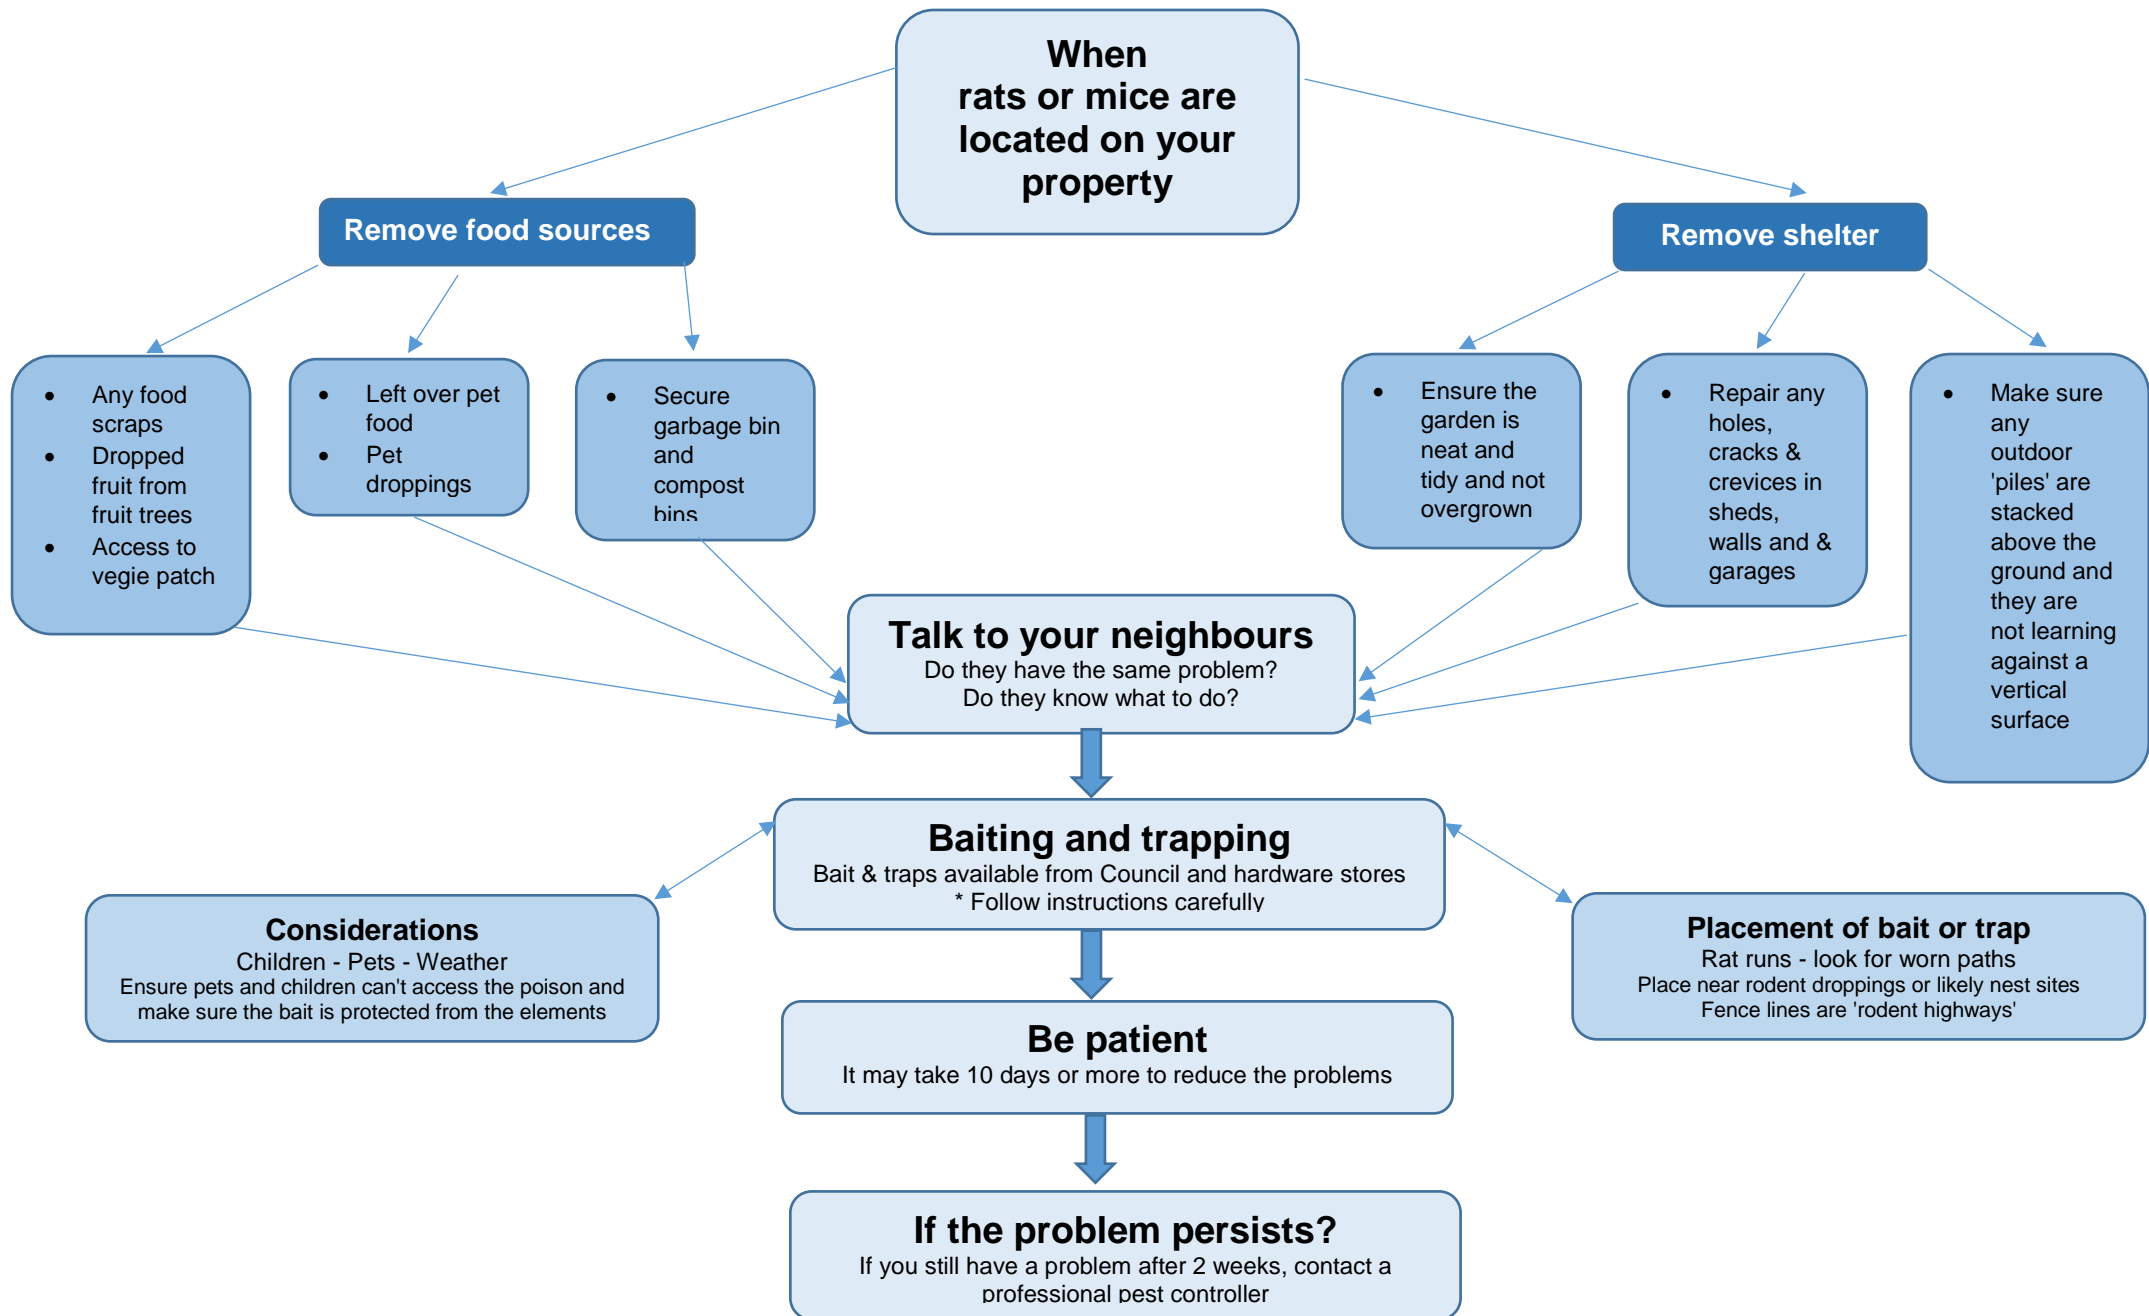 When
rats or mice are
located on your
property
Remove food sources
Remove shelter
• Any food
scraps
• Dropped
fruit from
fruit trees
• Access to
vegie patch
• Left over pet
food
• Pet
droppings
• Secure
garbage bin
and
compost
bins
• Ensure the
garden is
neat and
tidy and not
overgrown
• Repair any
holes,
cracks &
crevices in
sheds,
walls and &
garages
• Make sure
any
outdoor
'piles' are
stacked
above the
ground and
they are
not learning
against a
vertical
surface
Talk to your neighbours
Do they have the same problem?
Do they know what to do?
Baiting and trapping
Bait & traps available from Council and hardware stores
* Follow instructions carefully
Considerations
Children - Pets - Weather
Ensure pets and children can't access the poison and
make sure the bait is protected from the elements
Placement of bait or trap
Rat runs - look for worn paths
Place near rodent droppings or likely nest sites
Fence lines are 'rodent highways'
Be patient
It may take 10 days or more to reduce the problems
If the problem persists?
If you still have a problem after 2 weeks, contact a
professional pest controller